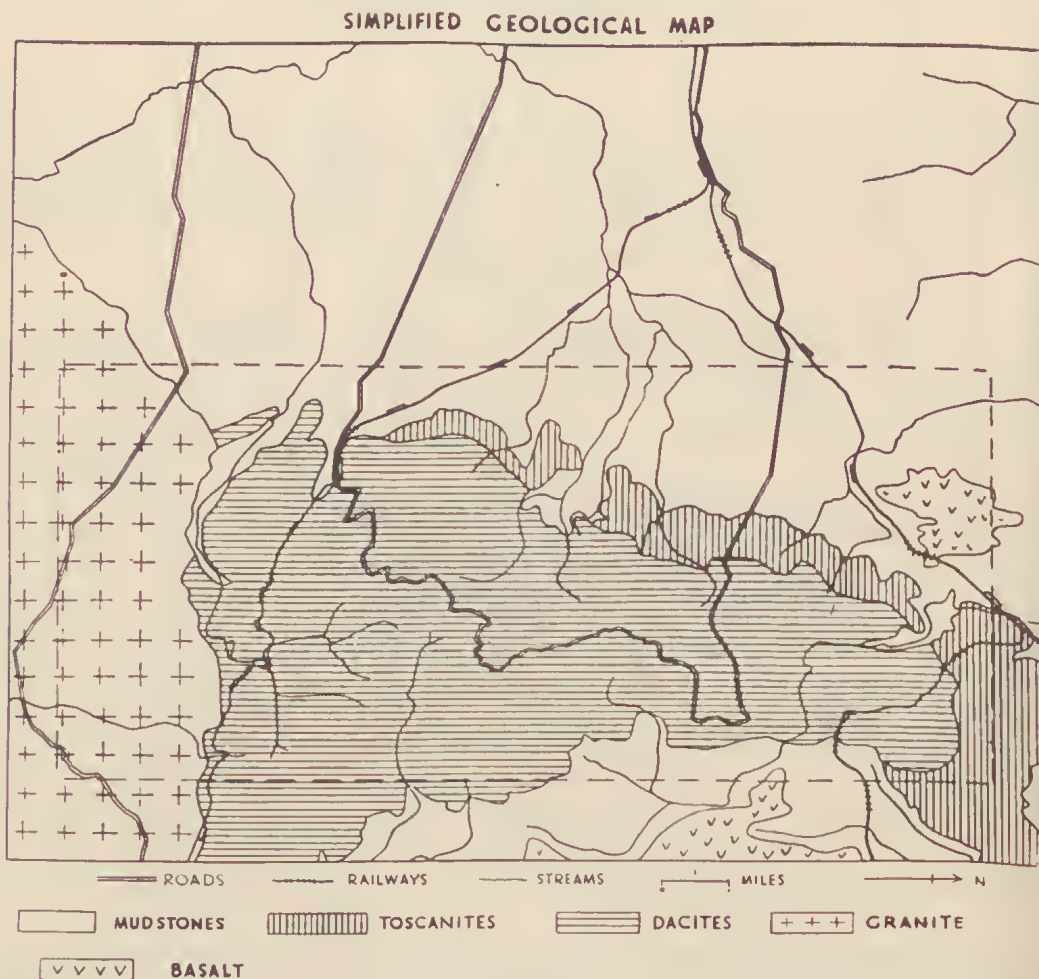 SIMPLIFIED GEOLOGICAL MAP
ROADS RAILWAYS STREAMS MILES N
MUDSTONES TOSCANITES DACITES GRANITE
BASALT